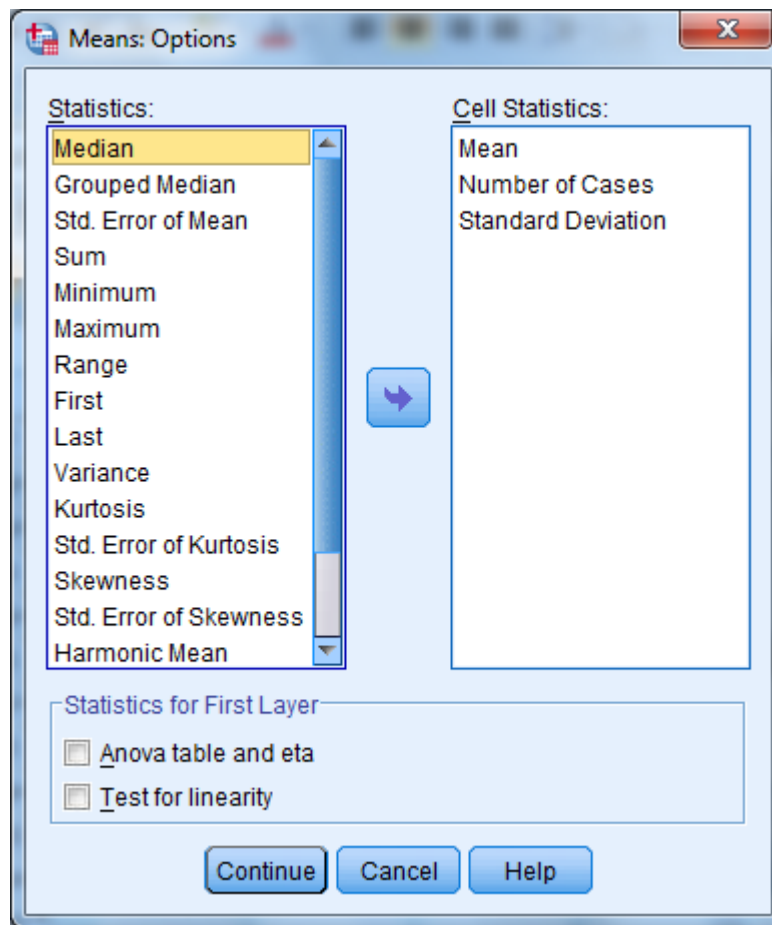 Means: Options
Statistics:
Median
Grouped Median
Std. Error of Mean
Sum
Minimum
Maximum
Range
First
Last
Variance
Kurtosis
Std. Error of Kurtosis
Skewness
Std. Error of Skewness
Harmonic Mean
Cell Statistics:
Mean
Number of Cases
Standard Deviation
Statistics for First Layer
Anova table and eta
Test for linearity
Continue
Cancel
Help